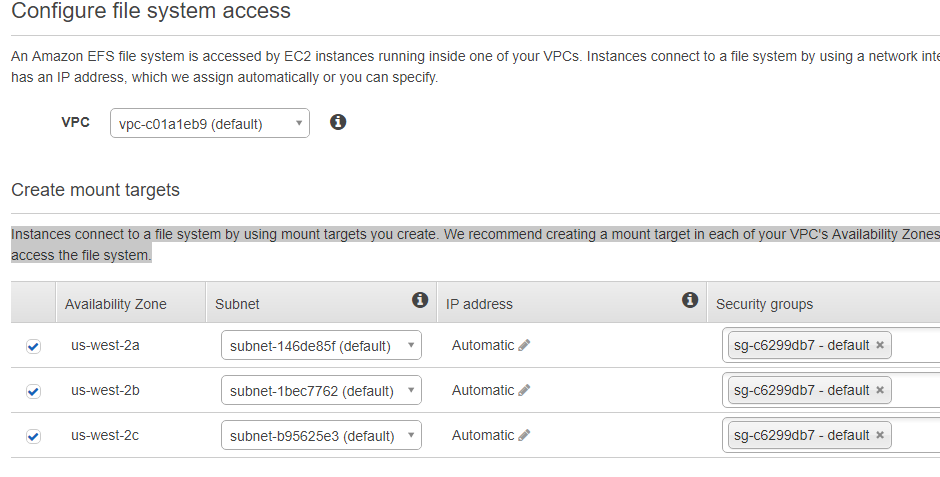 Configure file system access
An Amazon EFS file system is accessed by EC2 instances running inside one of your VPCs. Instances connect to a file system by using a network
has an IP address, which we assign automatically or you can specify.
VPC vpc-c01a1eb9 (default)
Create mount targets
Instances connect to a file system by using mount targets you create. We recommend creating a mount target in each of your VPC's Availability Zones
access the file system.
Availability Zone Subnet IP address Security groups
us-west-2a subnet-146de85f (default) Automatic sg-c6299db7 - default ×
us-west-2b subnet-1bec7762 (default) Automatic sg-c6299db7 - default ×
us-west-2c subnet-b95625e3 (default) Automatic sg-c6299db7 - default ×